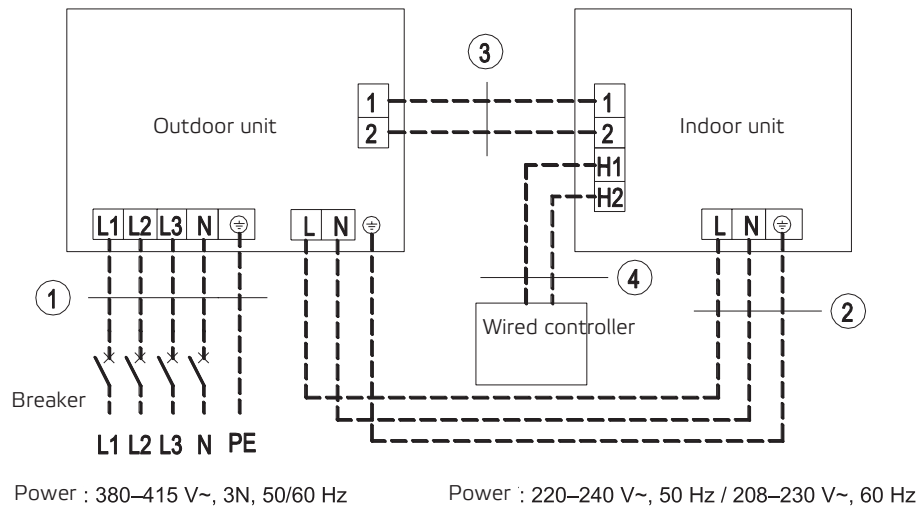 3
1
2
1
2
H1
H2
Outdoor unit
Indoor unit
L1 L2 L3 N
L N
L N
1
4
2
Wired controller
Breaker
L1 L2 L3 N PE
Power : 380–415 V~, 3N, 50/60 Hz
Power : 220–240 V~, 50 Hz / 208–230 V~, 60 Hz